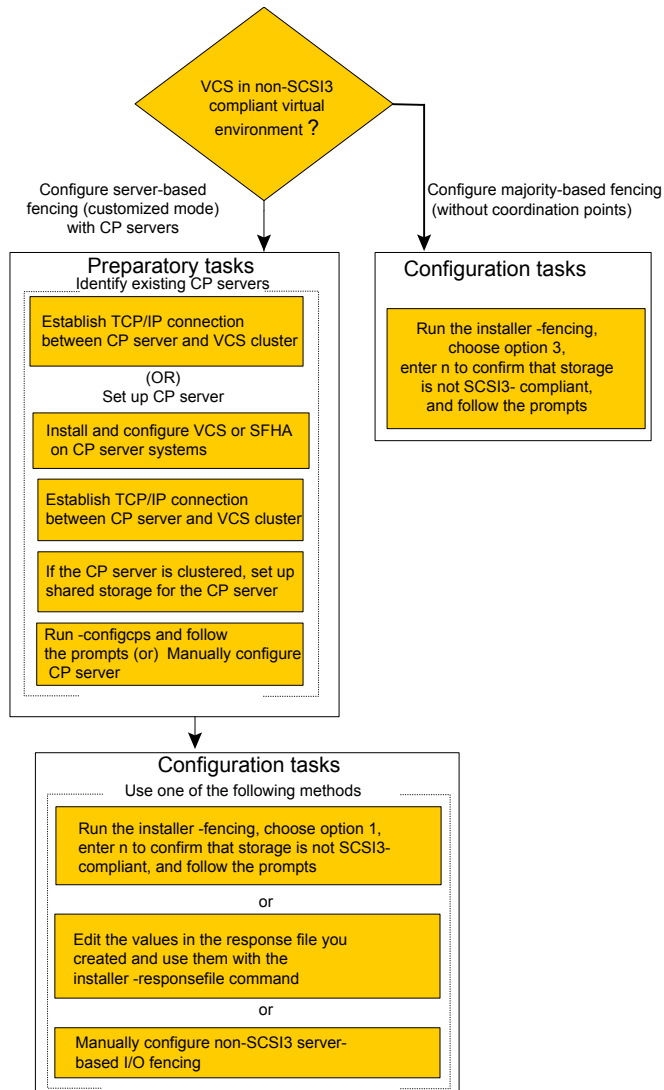 VCS in non-SCSI3
compliant virtual
environment ?
Configure server-based
fencing (customized mode)
with CP servers
Configure majority-based fencing
(without coordination points)
Preparatory tasks
Identify existing CP servers
Establish TCP/IP connection
between CP server and VCS cluster
(OR)
Set up CP server
Install and configure VCS or SFHA
on CP server systems
Establish TCP/IP connection
between CP server and VCS cluster
If the CP server is clustered, set up
shared storage for the CP server
Run -configcps and follow
the prompts (or) Manually configure
CP server
Configuration tasks
Run the installer -fencing,
choose option 3,
enter n to confirm that storage
is not SCSI3- compliant,
and follow the prompts
Configuration tasks
Use one of the following methods
Run the installer -fencing, choose option 1,
enter n to confirm that storage is not SCSI3-
compliant, and follow the prompts
or
Edit the values in the response file you
created and use them with the
installer -responsefile command
or
Manually configure non-SCSI3 server-
based I/O fencing